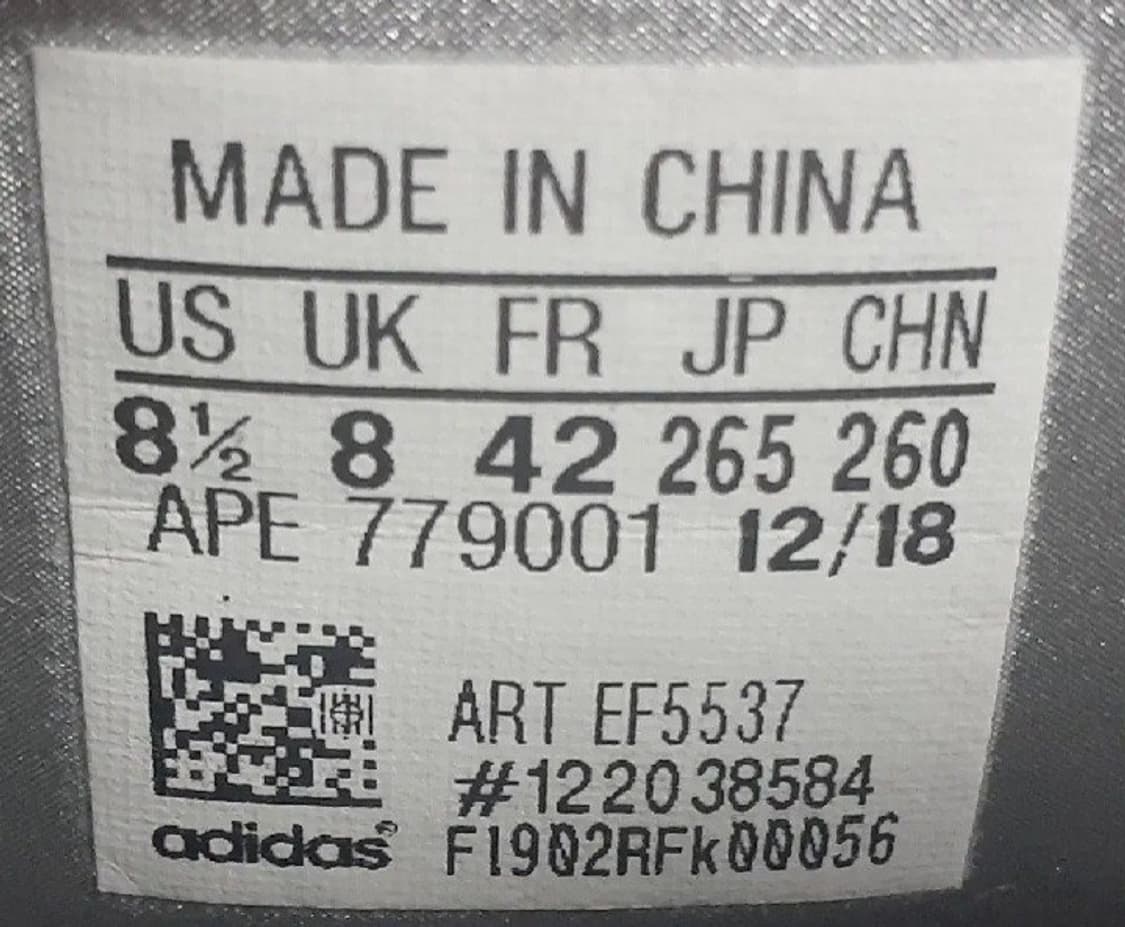 MADE IN CHINA
US UK FR JP CHN
8½ 8 42 265 260
APE 779001 12/18
ART EF5537
#122038584
adidas® F1902RFk00056